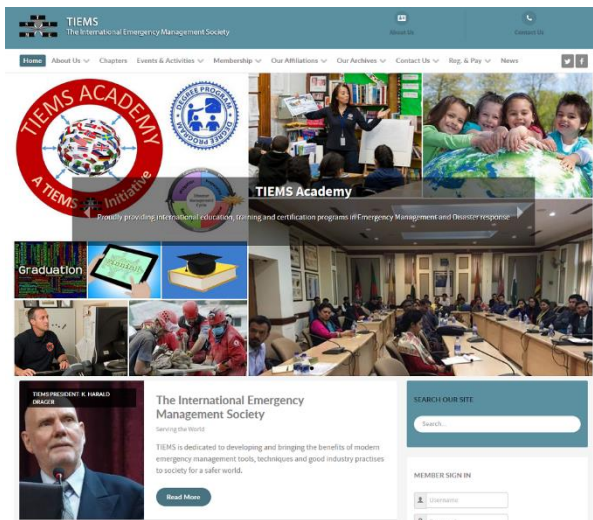 TIEMS
The International Emergency Management Society
About Us
Contact Us
Home About Us Chapters Events & Activities Membership Our Affiliations Our Archives Contact Us Reg. & Pay News
TIEMS ACADEMY
A TIEMS Initiative
DEGREE PROGRAM
DEGREE PROGRAM
Disaster Management Cycle
TIEMS Academy
Proudly providing international education, training and certification programs in Emergency Management and Disaster response
Graduation
TIEMS PRESIDENT: K. HARALD
DRAGER
The International Emergency
Management Society
Serving the World
TIEMS is dedicated to developing and bringing the benefits of modern
emergency management tools, techniques and good industry practises
to society for a safer world.
Read More
SEARCH OUR SITE
Search...
MEMBER SIGN IN
Username